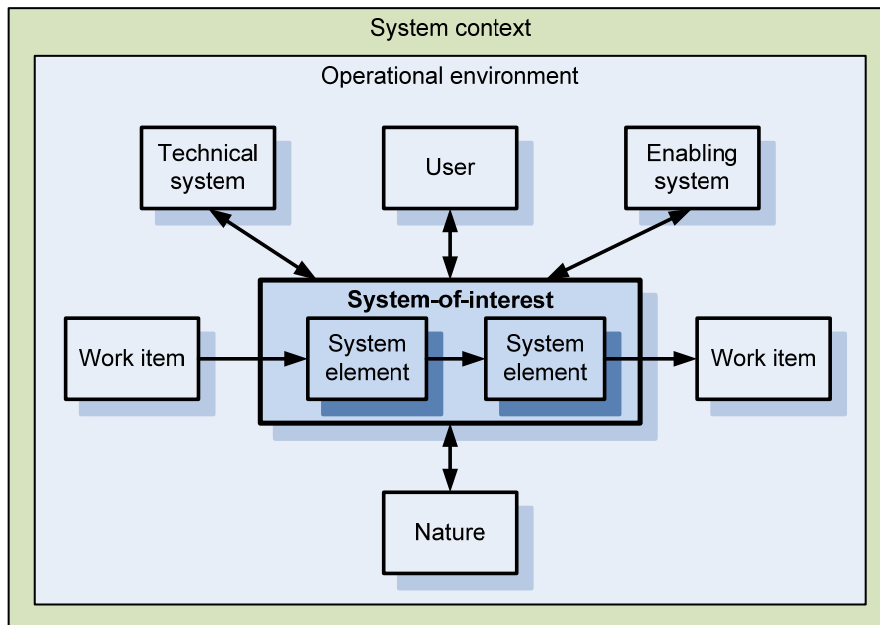 System context
Operational environment
Technical
system
User
Enabling
system
System-of-interest
Work item
System
element
System
element
Work item
Nature